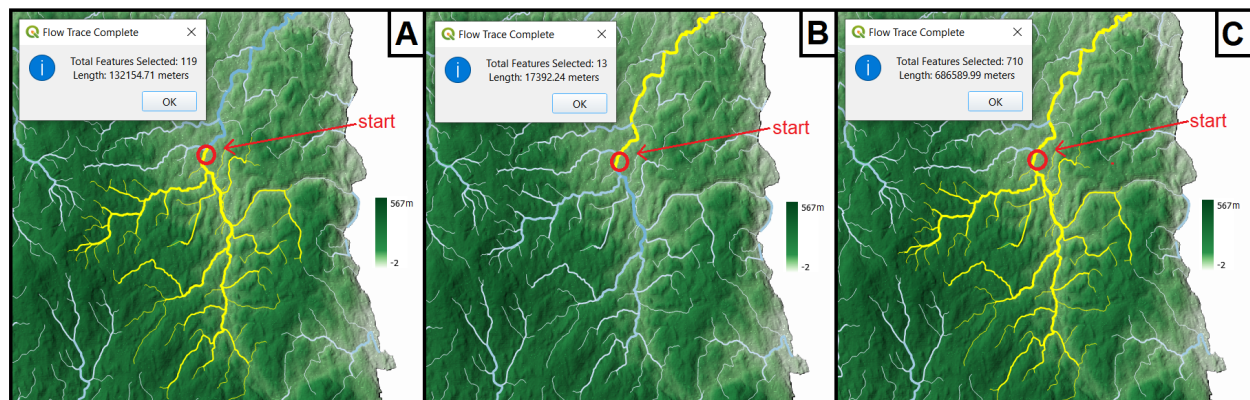 Flow Trace Complete
Total Features Selected: 119
Length: 132154.71 meters
OK
A
start
567m
-2
Flow Trace Complete
Total Features Selected: 13
Length: 17392.24 meters
OK
B
start
567m
-2
Flow Trace Complete
Total Features Selected: 710
Length: 686589.99 meters
OK
C
start
567m
-2